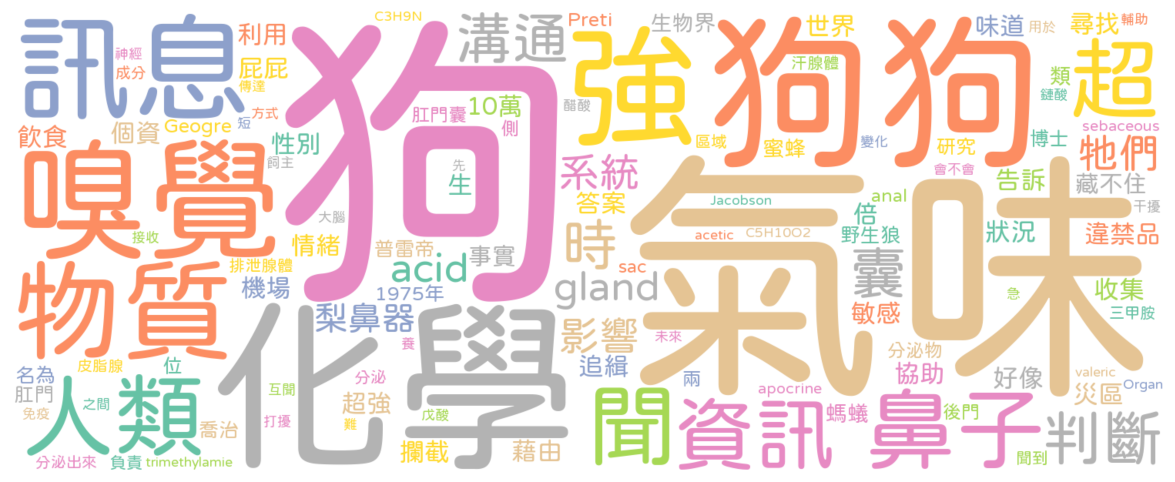 訊息
神經
成分
利用
屁屁
傳達
C3H9N
溝通
Preti
生物界
世界
味道
用於
尋找
輔助
狗
強
狗狗
超
汗腺體
類
鏈酸
飲食
個資
Geogre
短
方式
性別
飼主
肛門囊
10萬
側
醋酸
區域
蜜蜂
變化
研究
博士
sebaceous
會不會
牠們
嗅覺
接收
先
生
系統
答案
告訴
藏不住
干擾
大腦
情緒
普雷帝
事實
時
氣味
Jacobson
倍
anal
野生狼
acetic
C5H10O2
狀況
違禁品
物質
排泄腺體
機場
acid
1975年
gland
sac
囊
敏感
急
收集
三甲胺
梨鼻器
養
影響
未來
分泌物
皮脂腺
位
化學
追緝
兩
協助
好像
valeric
Organ
名為
肛門
免疫
之間
人類
互聞
分泌
apocrine
災區
打擾
超強
難
戊酸
聞
資訊
螞蟻
鼻子
後門
判斷
喬治
攔截
藉由
聞到
分泌出來
負責
trimethylamie